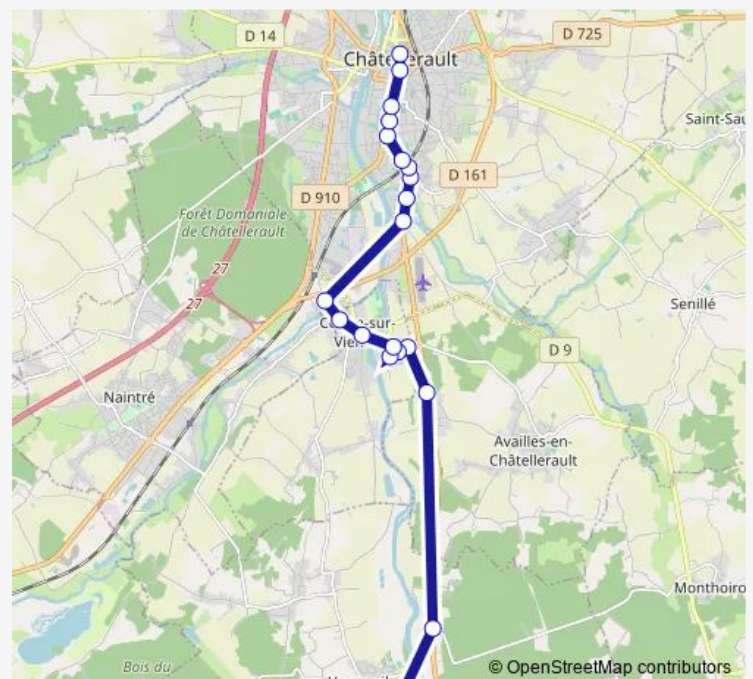 D 14
D 725
Châtellerault
Saint-Sau
D 161
D 910
Forêt Domaniale
de Châtellerault
27
27
Senillé
Vien
D 9
Naintré
Availles-en-
Châtellerault
Monthoiro
Bois du
© OpenStreetMap contributors